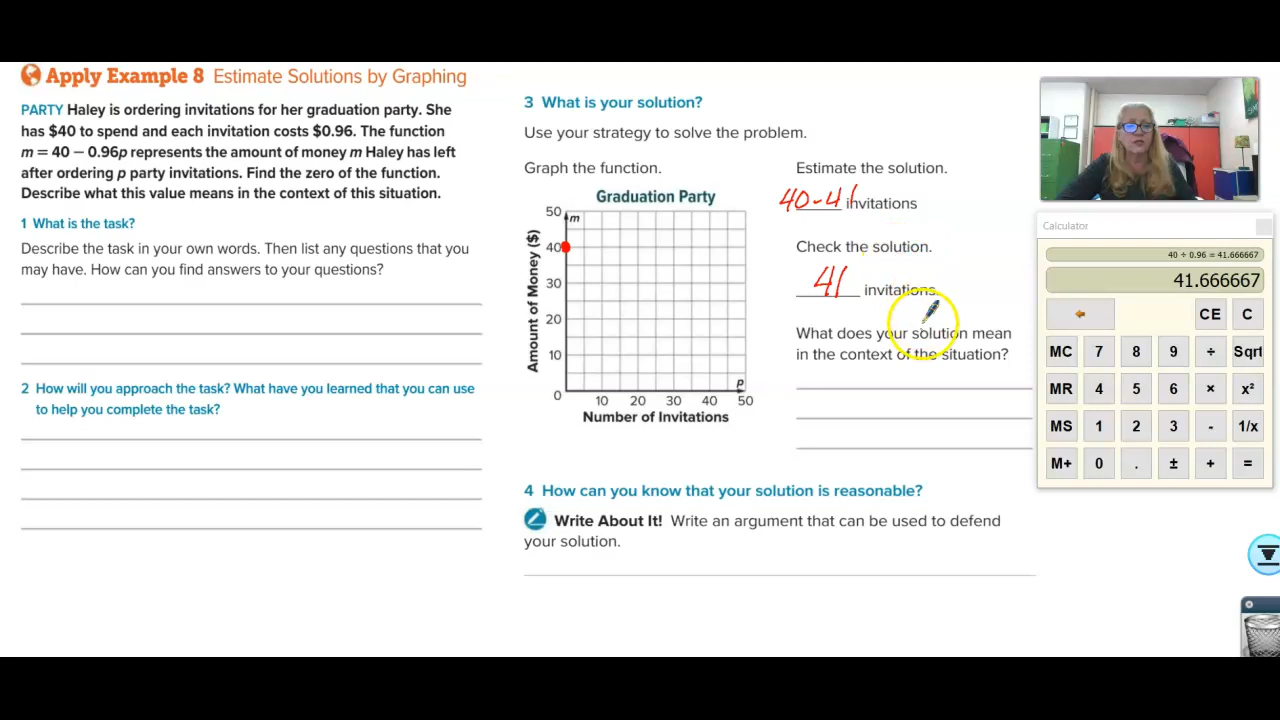 Apply Example 8 Estimate Solutions by Graphing
PARTY Haley is ordering invitations for her graduation party. She
has $40 to spend and each invitation costs $0.96. The function
m = 40 − 0.96p represents the amount of money m Haley has left
after ordering p party invitations. Find the zero of the function.
Describe what this value means in the context of this situation.
1 What is the task?
Describe the task in your own words. Then list any questions that you
may have. How can you find answers to your questions?
2 How will you approach the task? What have you learned that you can use
to help you complete the task?
3 What is your solution?
Use your strategy to solve the problem.
Graph the function.
Graduation Party
Amount of Money ($)
50
40
30
20
10
0
m
p
10 20 30 40 50
Number of Invitations
Estimate the solution.
40-41 invitations
Check the solution.
41 invitations.
What does your solution mean
in the context of the situation?
4 How can you know that your solution is reasonable?
Write About It! Write an argument that can be used to defend
your solution.
Calculator
40 ÷ 0.96 = 41.666667
41.666667
CE C
MC 7 8 9 ÷ Sqrt
MR 4 5 6 × x²
MS 1 2 3 - 1/x
M+ 0 . ± + =